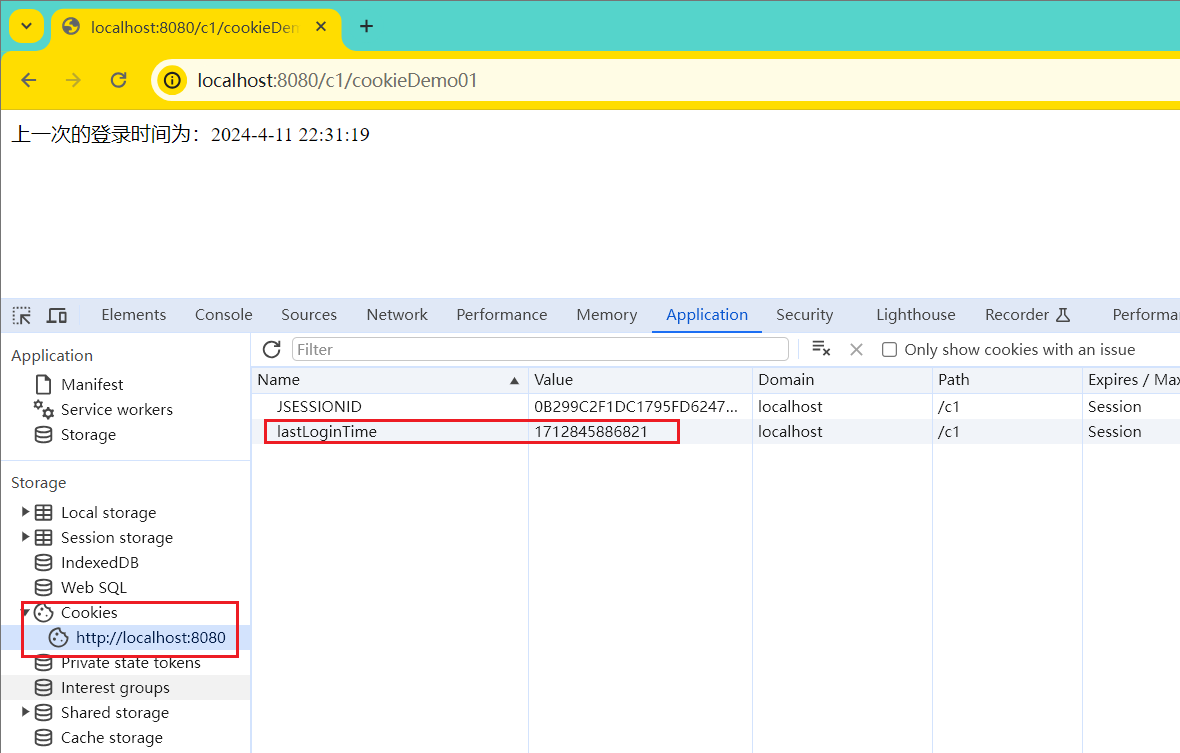 localhost:8080/c1/cookieDen
localhost:8080/c1/cookieDemo01
上一次的登录时间为：2024-4-11 22:31:19
Elements Console Sources Network Performance Memory Application Security Lighthouse Recorder Performa
Application
Manifest
Service workers
Storage
Storage
Local storage
Session storage
IndexedDB
Web SQL
Cookies
http://localhost:8080
Private state tokens
Interest groups
Shared storage
Cache storage
Filter Only show cookies with an issue
Name Value Domain Path Expires / Max
JSESSIONID 0B299C2F1DC1795FD6247... localhost /c1 Session
lastLoginTime 1712845886821 localhost /c1 Session